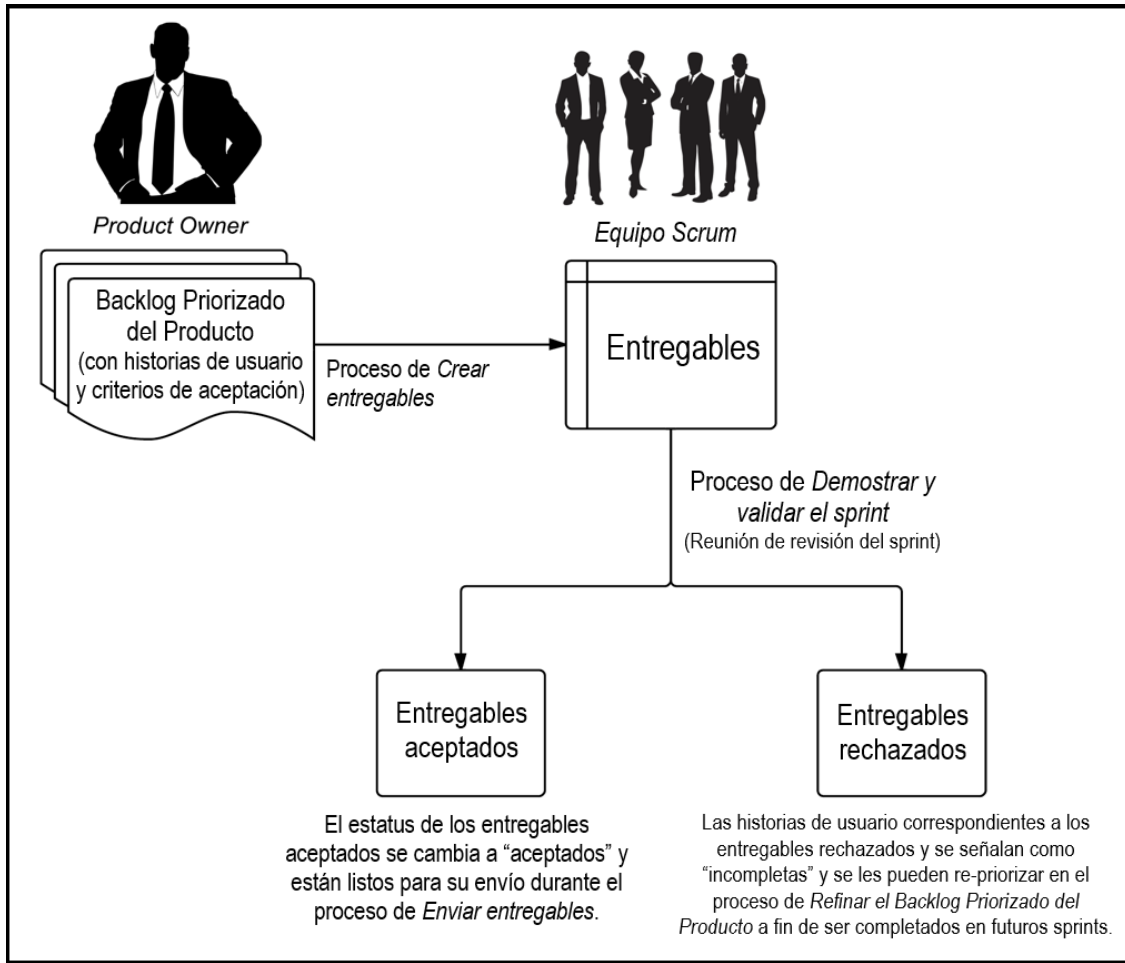 Product Owner
Equipo Scrum
Backlog Priorizado
del Producto
(con historias de usuario
y criterios de aceptación)
Proceso de Crear
entregables
Entregables
Proceso de Demostrar y
validar el sprint
(Reunión de revisión del sprint)
Entregables
aceptados
Entregables
rechazados
El estatus de los entregables
aceptados se cambia a “aceptados” y
están listos para su envío durante el
proceso de Enviar entregables.
Las historias de usuario correspondientes a los
entregables rechazados y se señalan como
“incompletas” y se les pueden re-priorizar en el
proceso de Refinar el Backlog Priorizado del
Producto a fin de ser completados en futuros sprints.